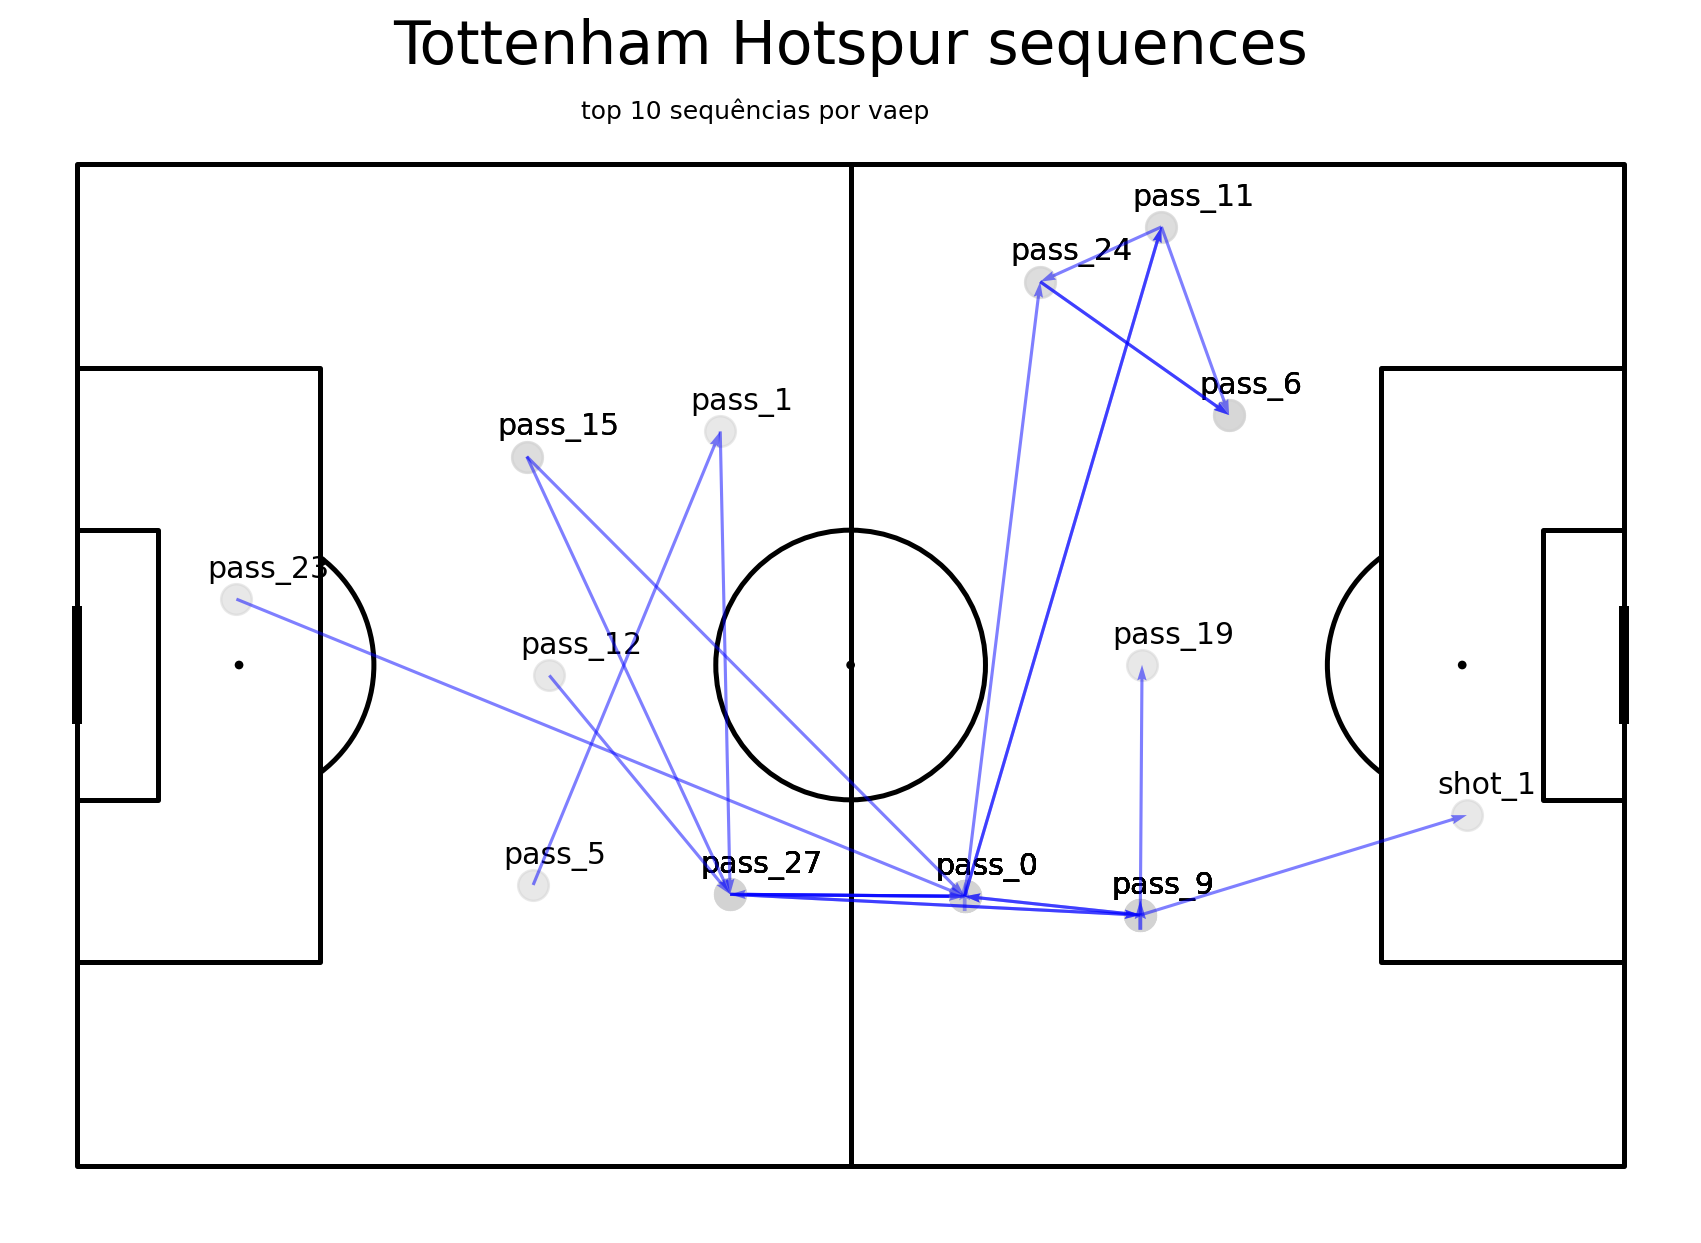 Tottenham Hotspur sequences
top 10 sequências por vaep
pass_11
pass_24
pass_6
pass_1
pass_15
pass_23
pass_19
pass_12
shot_1
pass_5
pass_27
pass_0
pass_9